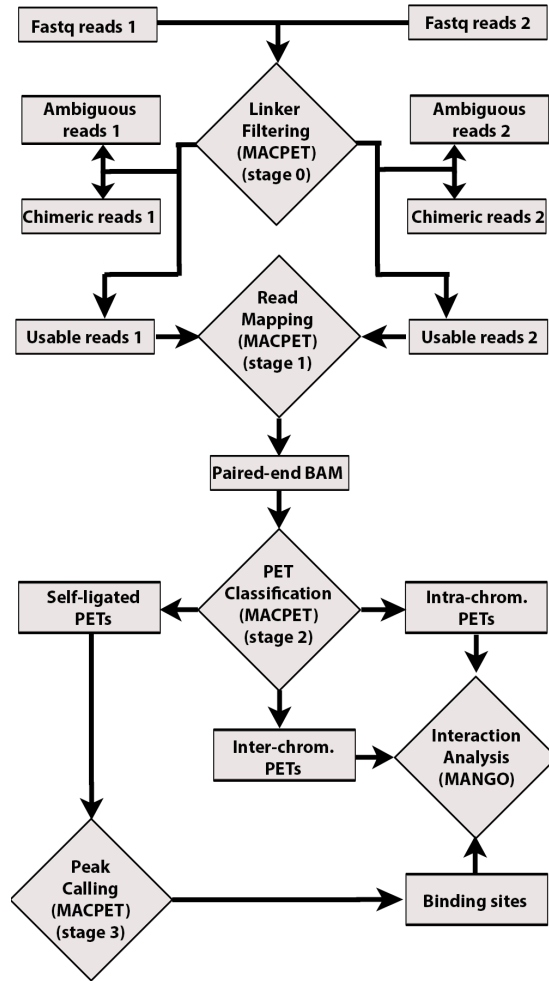 Fastq reads 1
Fastq reads 2
Linker
Filtering
(MACPET)
(stage 0)
Ambiguous
reads 1
Chimeric reads 1
Ambiguous
reads 2
Chimeric reads 2
Usable reads 1
Read
Mapping
(MACPET)
(stage 1)
Usable reads 2
Paired-end BAM
PET
Classification
(MACPET)
(stage 2)
Self-ligated
PETs
Intra-chrom.
PETs
Inter-chrom.
PETs
Interaction
Analysis
(MANGO)
Peak
Calling
(MACPET)
(stage 3)
Binding sites